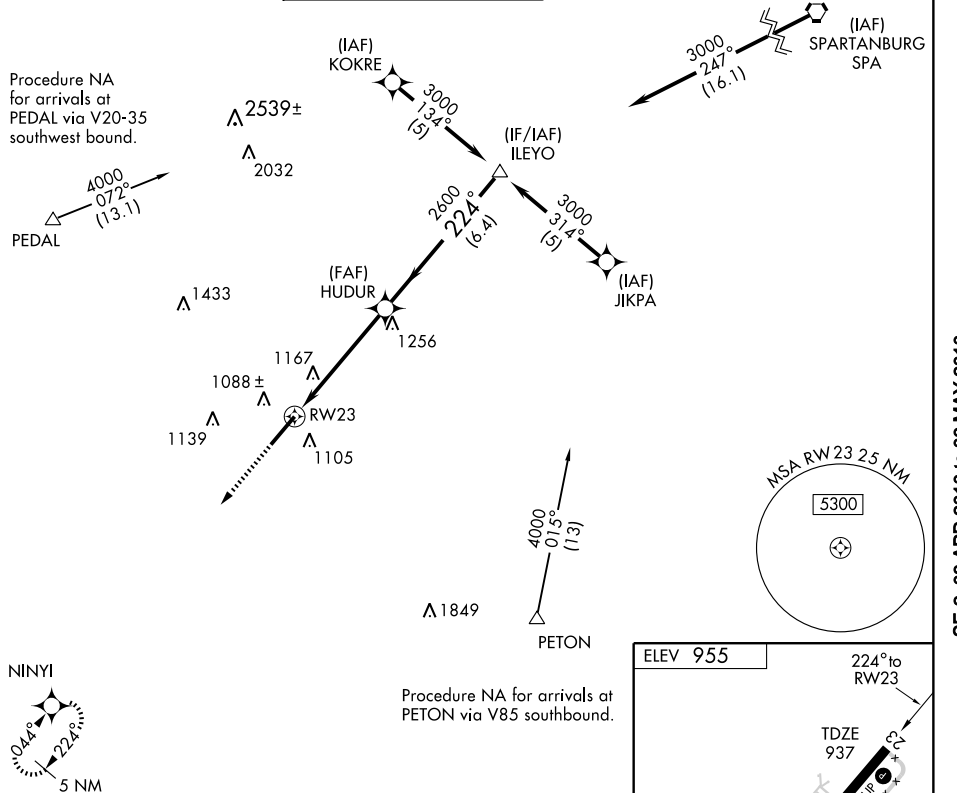 (IAF)
SPARTANBURG
SPA
3000
247°
(16.1)
(IAF)
KOKRE
3000
134°
(5)
Procedure NA
for arrivals at
PEDAL via V20-35
southwest bound.
2539±
2032
(IF/IAF)
ILEYO
4000
072°
(13.1)
PEDAL
2600
224°
(6.4)
3000
314°
(5)
(IAF)
JIKPA
(FAF)
HUDUR
1433
1256
1167
1088 ±
RW23
1139
1105
MSA RW 23 25 NM
5300
4000
015°
(13)
1849
PETON
NINYI
044°
224°
5 NM
Procedure NA for arrivals at
PETON via V85 southbound.
ELEV 955
224° to
RW23
TDZE
937
23
P